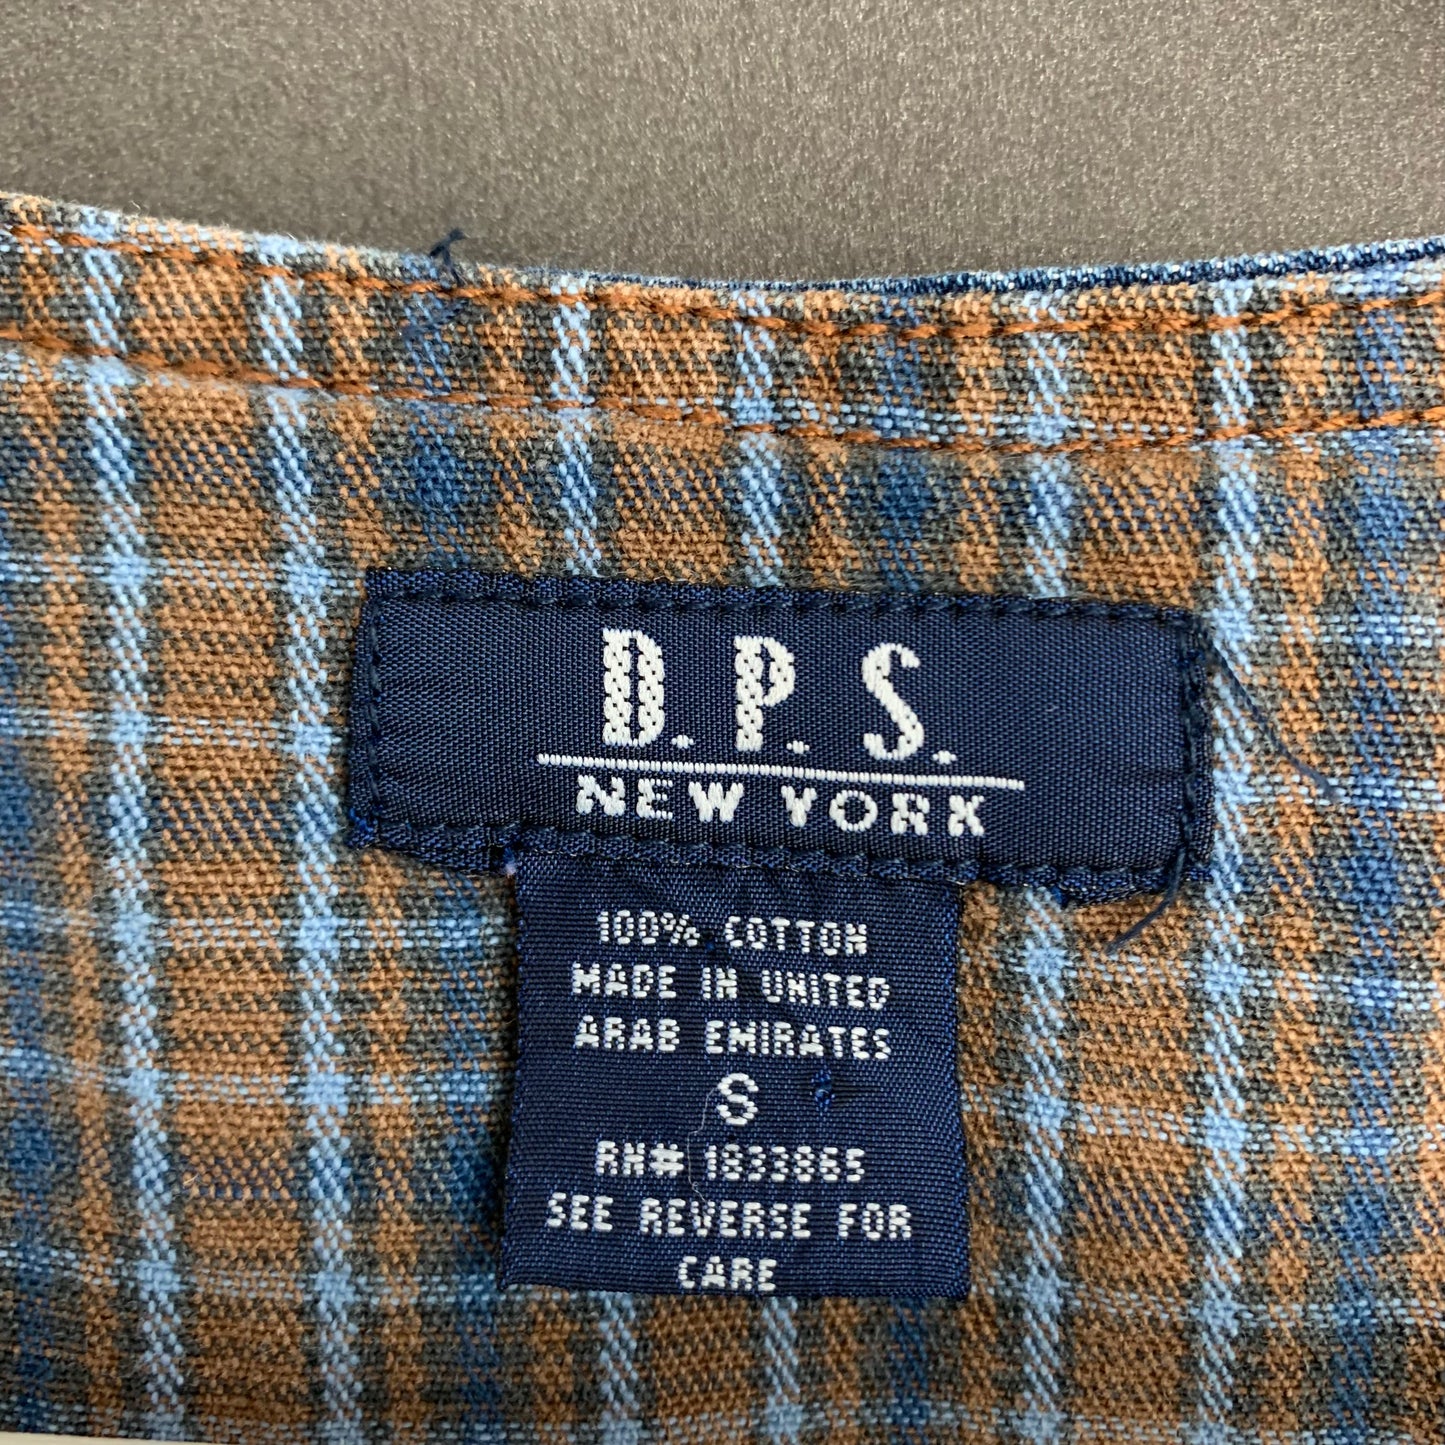 D.P.S.
NEW YORK
100% COTTON
MADE IN UNITED
ARAB EMIRATES
S
RN# 1833865
SEE REVERSE FOR
CARE